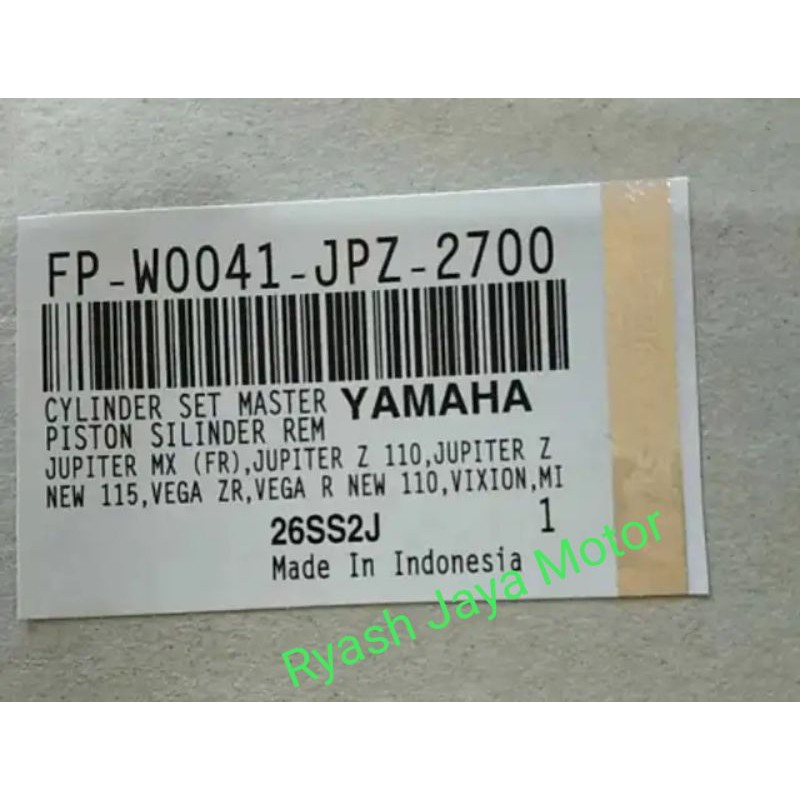 FP-W0041-JPZ-2700
CYLINDER SET MASTER YAMAHA
PISTON SILINDER REM
JUPITER MX (FR),JUPITER Z 110,JUPITER Z
NEW 115,VEGA ZR,VEGA R NEW 110,VIXION,MI
26SS2J 1
Made In Indonesia
Ryash Jaya Motor